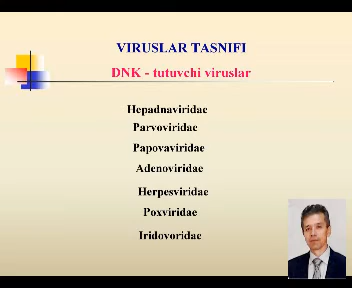 VIRUSLAR TASNIFI
DNK - tutuvchi viruslar
Hepadnaviridae
Parvoviridae
Papovaviridae
Adenoviridae
Herpesviridae
Poxviridae
Iridovoridae